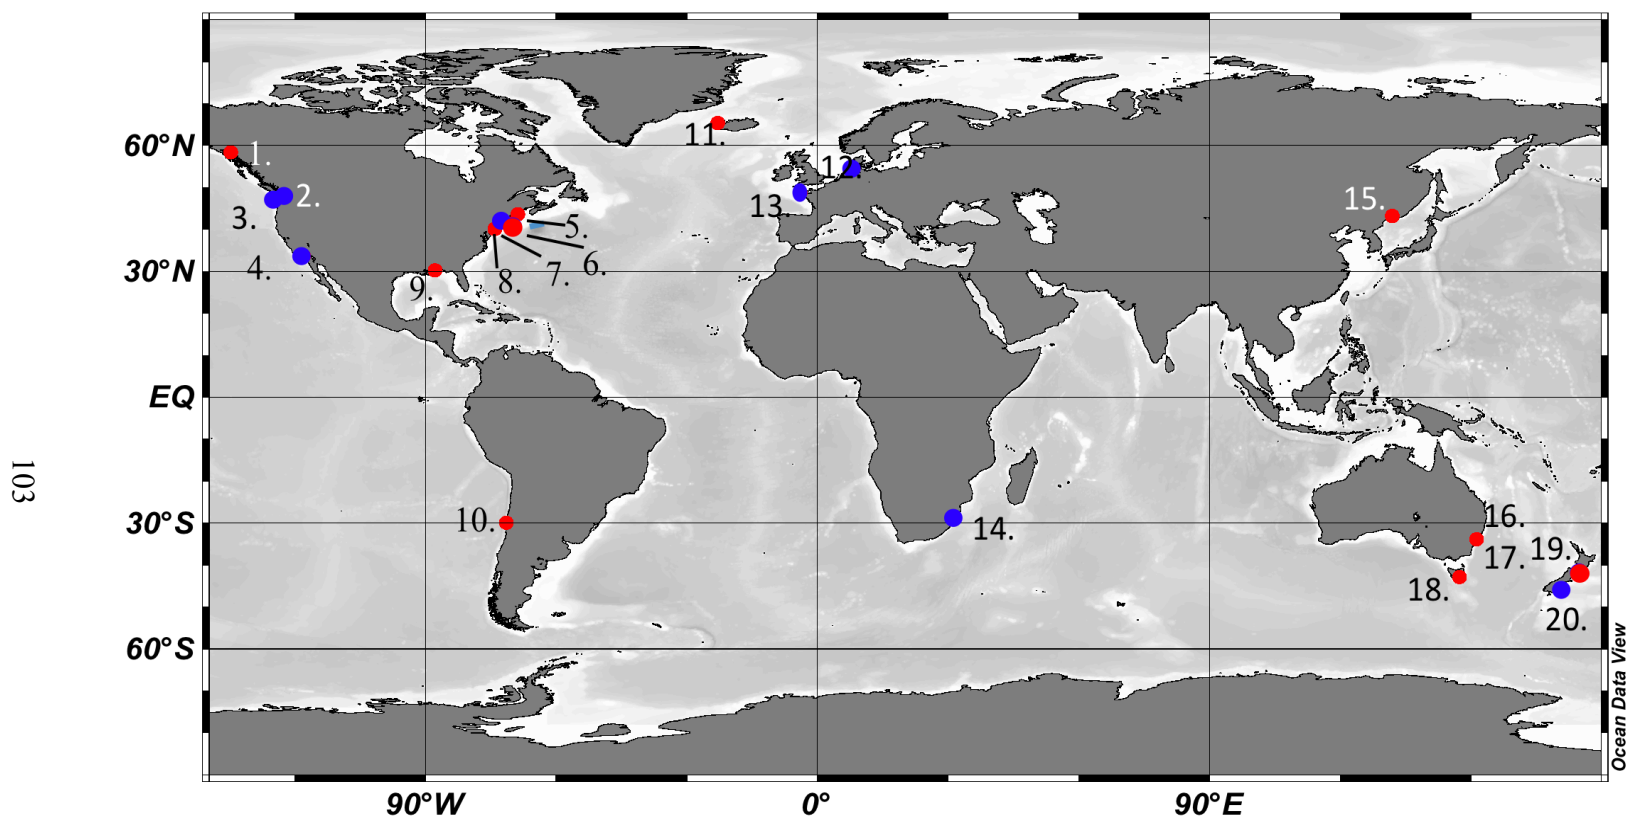 103
60°N
30°N
EQ
30°S
60°S
90°W
0°
90°E
1.
2.
3.
4.
5.
6.
7.
8.
9.
10.
11.
12.
13.
14.
15.
16.
17.
18.
19.
20.
Ocean Data View